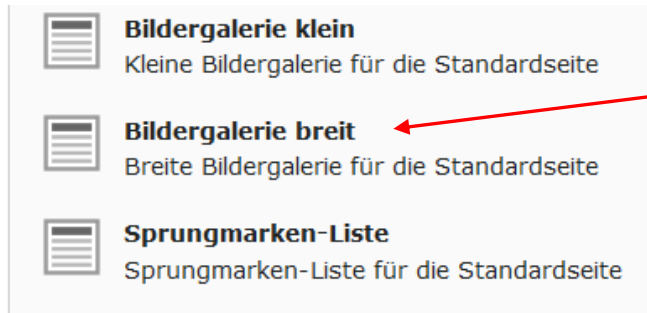 Bildergalerie klein
Kleine Bildergalerie für die Standardseite
Bildergalerie breit
Breite Bildergalerie für die Standardseite
Sprungmarken-Liste
Sprungmarken-Liste für die Standardseite